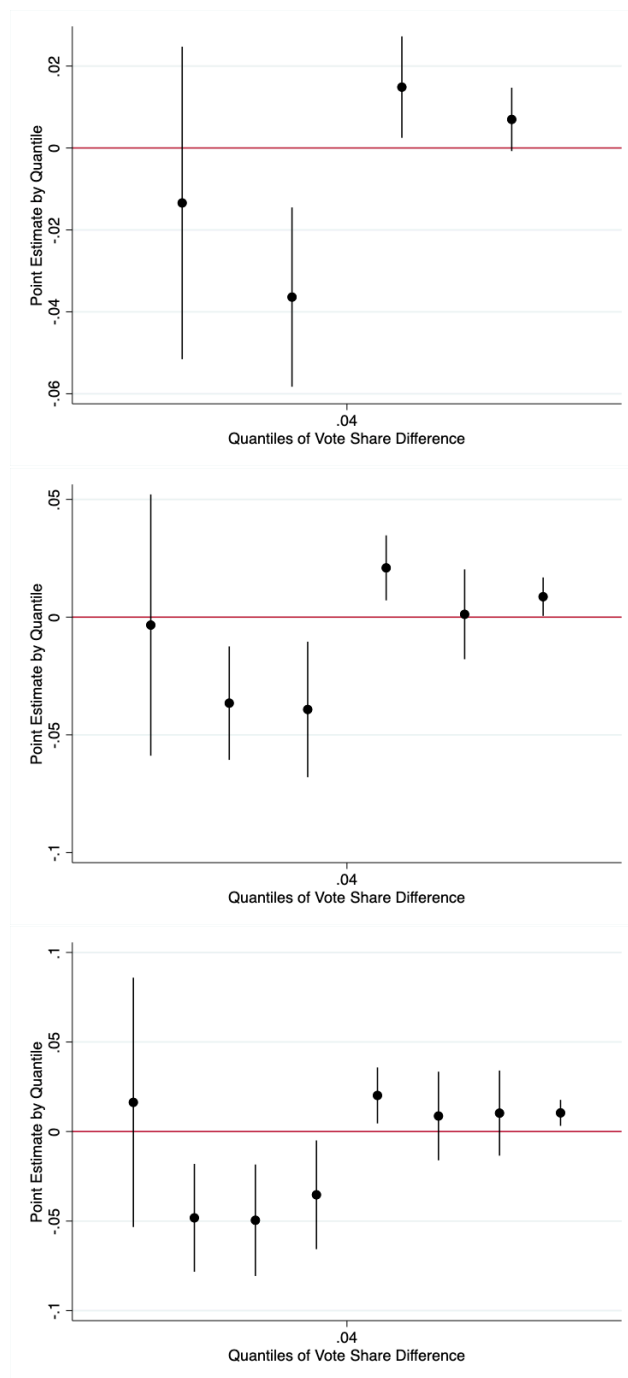 Point Estimate by Quantile
.02
0
-.02
-.04
-.06
.04
Quantiles of Vote Share Difference
Point Estimate by Quantile
.05
0
-.05
-.1
.04
Quantiles of Vote Share Difference
Point Estimate by Quantile
.1
.05
0
-.05
-.1
.04
Quantiles of Vote Share Difference